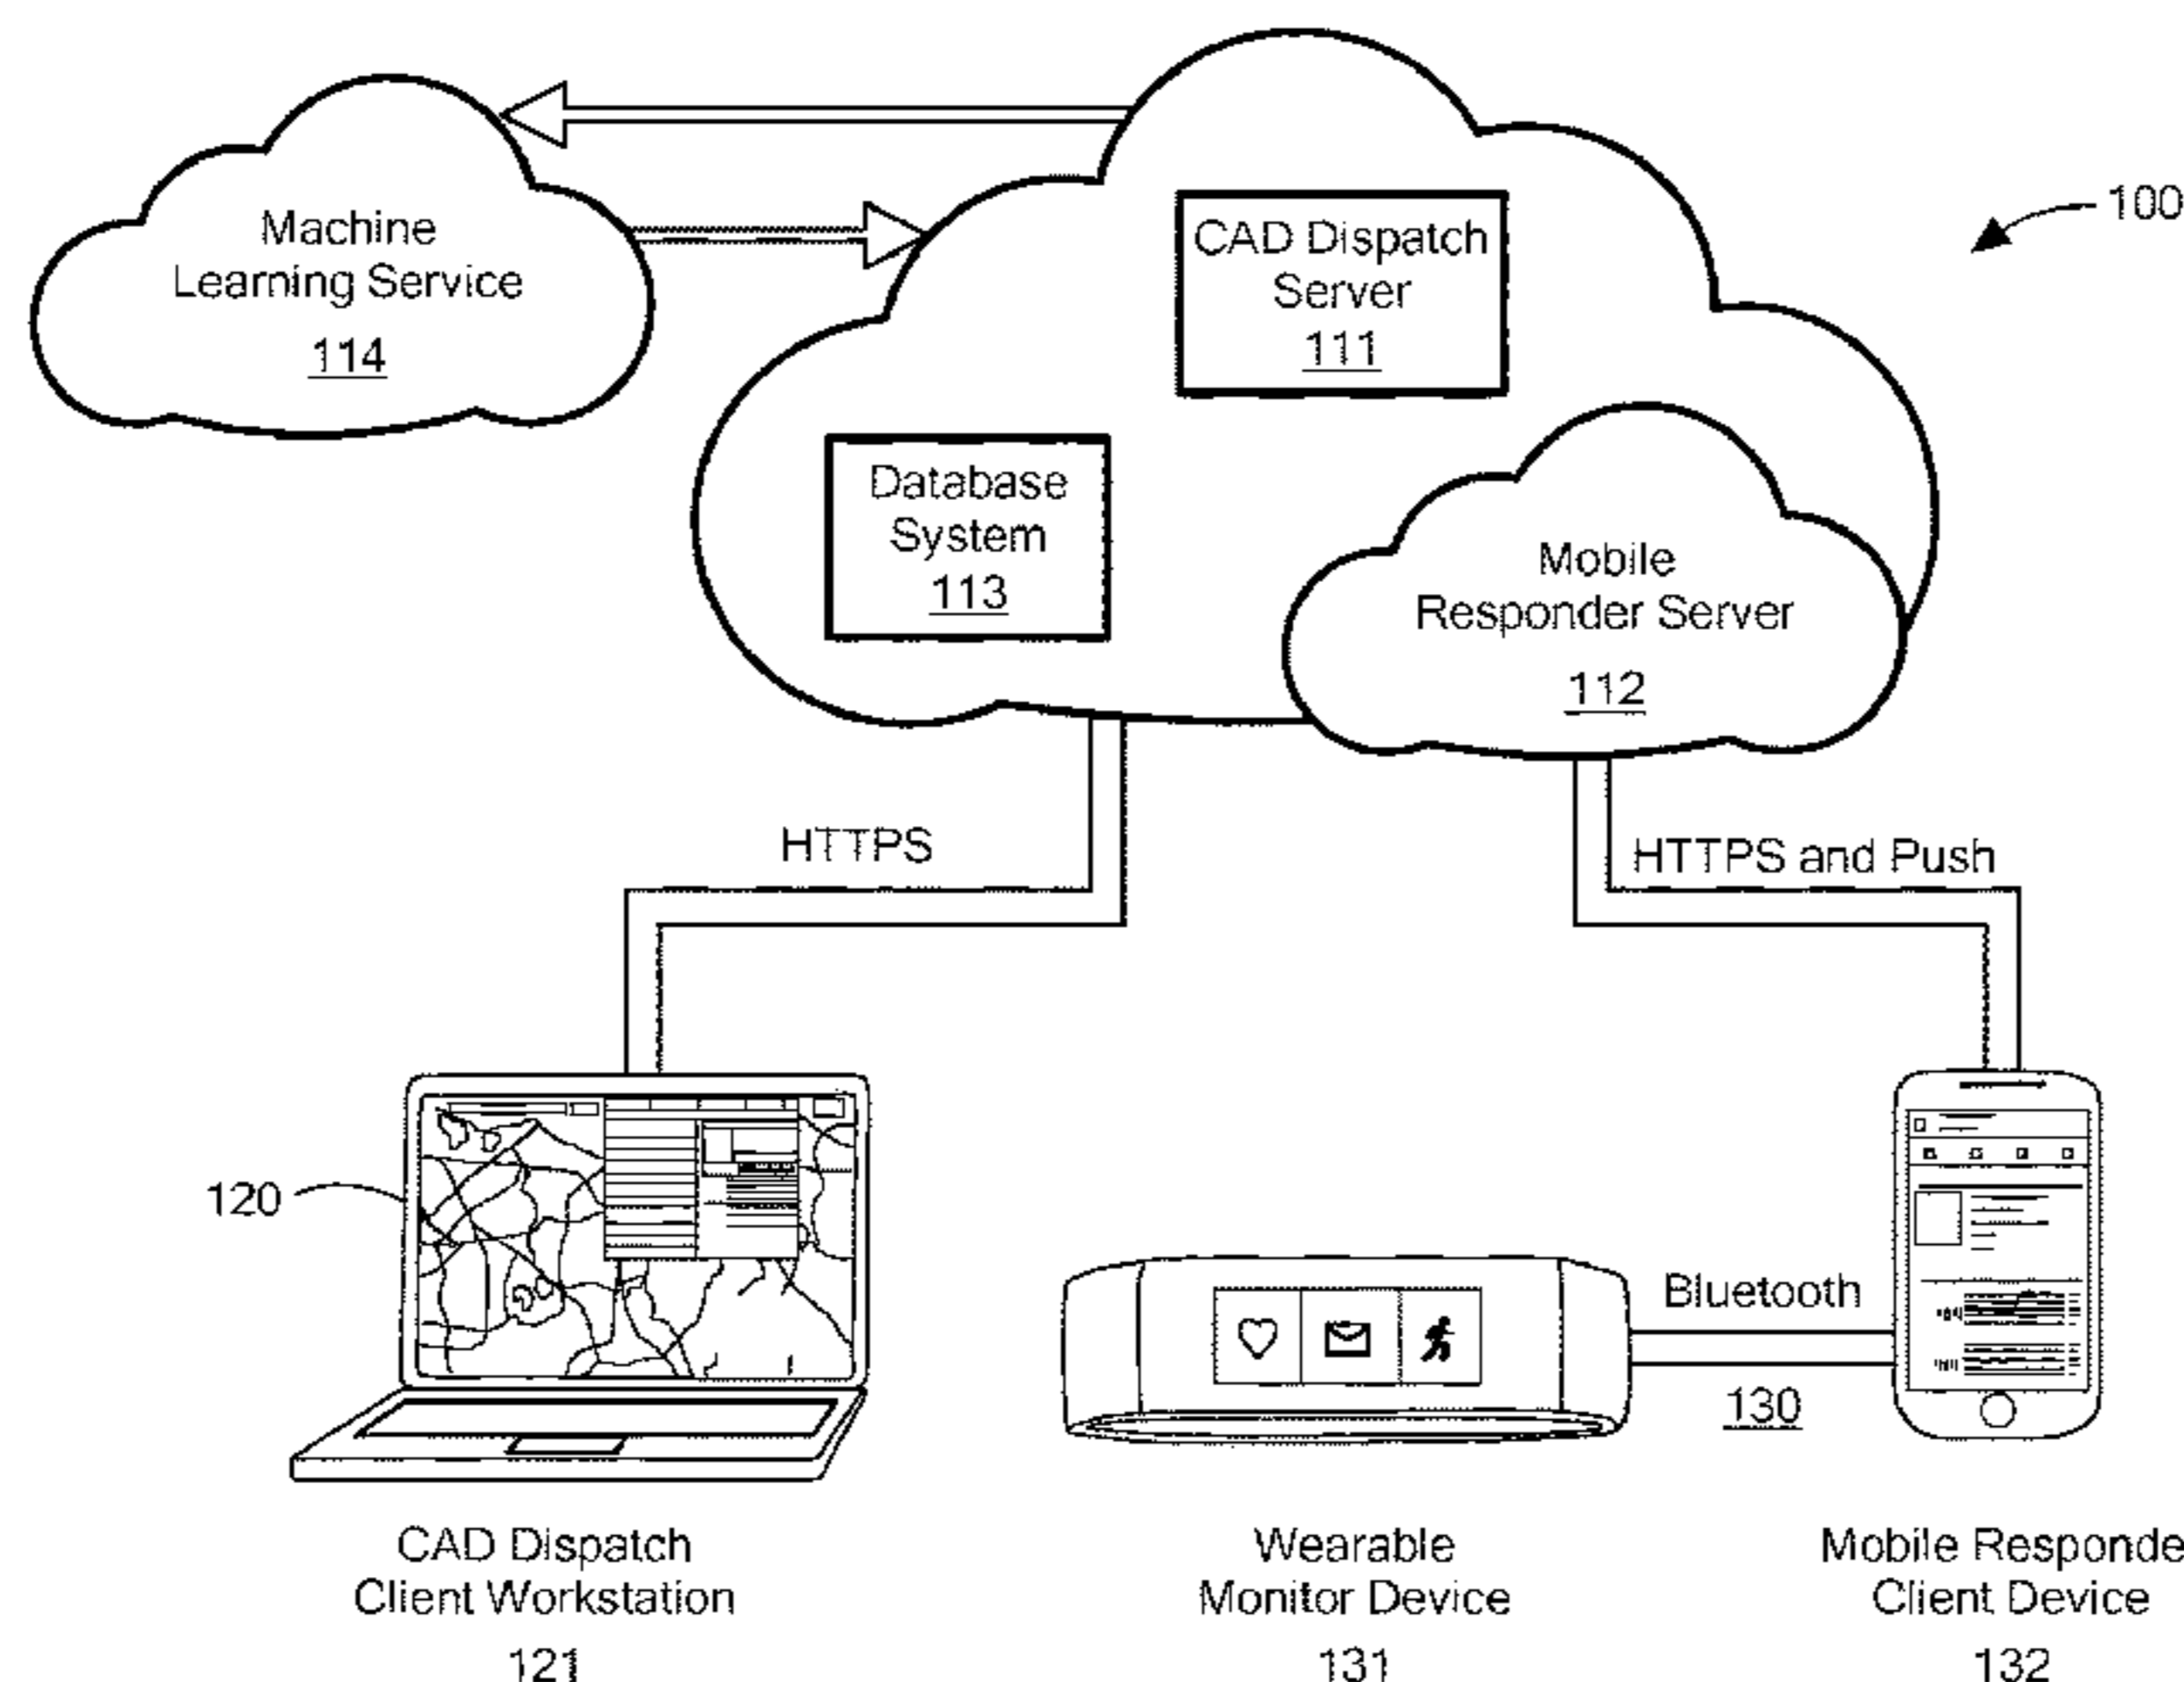 100
Machine
Learning Service
114
CAD Dispatch
Server
111
Database
System
113
Mobile
Responder Server
112
HTTPS
HTTPS and Push
120
Bluetooth
130
CAD Dispatch
Client Workstation
121
Wearable
Monitor Device
131
Mobile Responde
Client Device
132